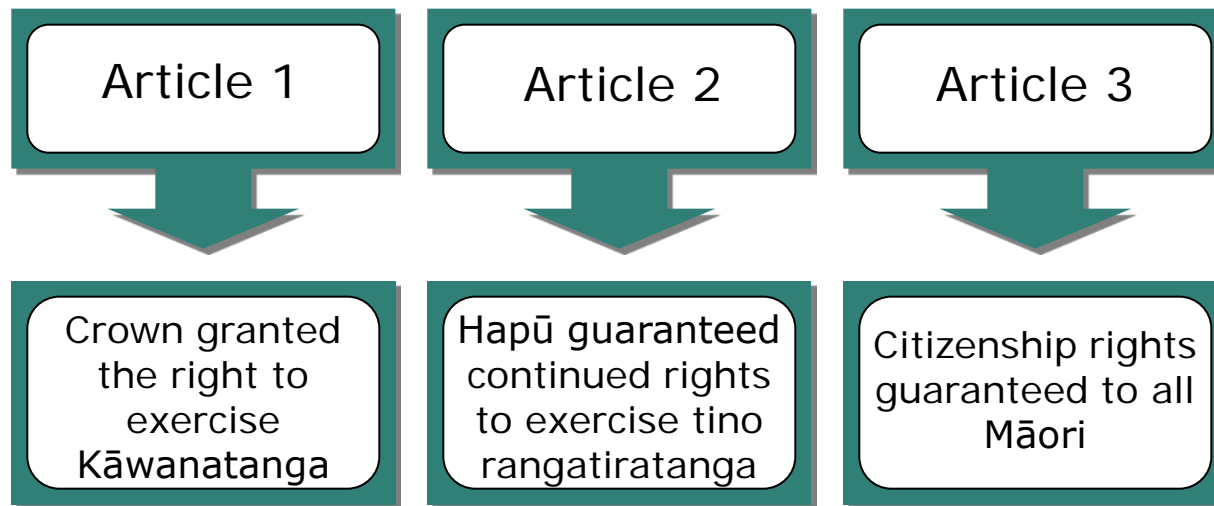 Article 1
Article 2
Article 3
Crown granted
the right to
exercise
Kāwanatanga
Hapū guaranteed
continued rights
to exercise tino
rangatiratanga
Citizenship rights
guaranteed to all
Māori